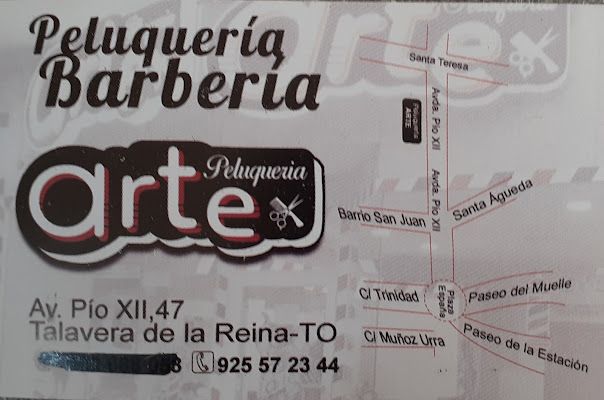 Peluquería
Barbería
Peluqueria
arte
Av. Pío XII,47
Talavera de la Reina-TO
8 925 57 23 44
Santa Teresa
Avda. Pío XII
Peluquería
ARTE
Avda. Pío XII
Barrio San Juan
Santa Águeda
C/ Trinidad
Plaza
España
Paseo del Muelle
C/ Muñoz Urra
Paseo de la Estación